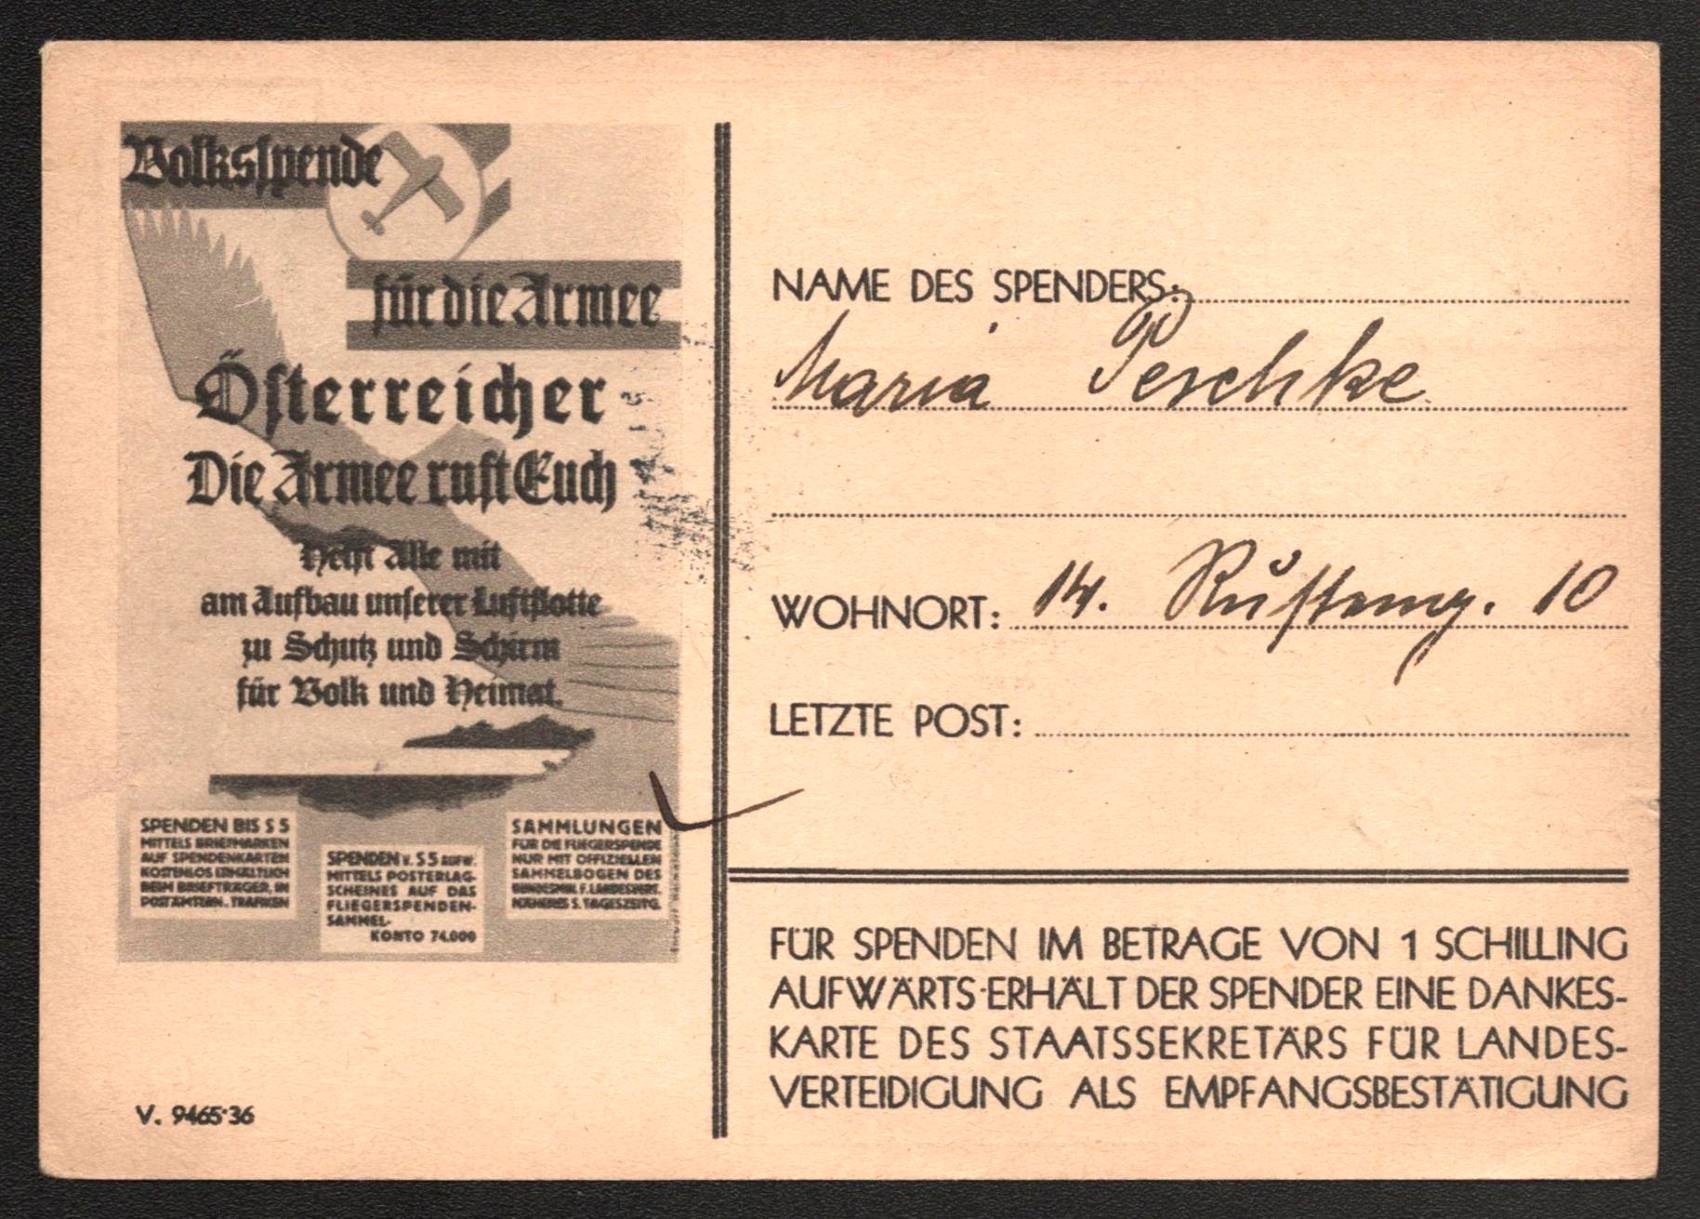 Volksspende
für die Armee
Österreicher
Die Armee ruft Euch
Helft Alle mit
am Aufbau unserer Luftflotte
zu Schutz und Schirm
für Volk und Heimat.
SPENDEN BIS S 5
MITTELS BRIEFMARKEN
AUF SPENDENKARTEN
KOSTENLOS ERHÄLTLICH
BEIM BRIEFTRÄGER, IN
POSTÄMTERN, TRAFIKEN
SPENDEN v. S 5 AUFW.
MITTELS POSTERLAG-
SCHEINES AUF DAS
FLIEGERSPENDEN-
SAMMEL-
KONTO 74.000
SAMMLUNGEN
FÜR DIE FLIEGERSPENDE
NUR MIT OFFIZIELLEN
SAMMELBOGEN DES
BUNDESMIN. F. LANDESVERT.
NÄHERES S. TAGESZEITG.
V. 9465·36
NAME DES SPENDERS:
Maria Peschke
WOHNORT: 14. Rusteng. 10
LETZTE POST:
FÜR SPENDEN IM BETRAGE VON 1 SCHILLING
AUFWÄRTS·ERHÄLT DER SPENDER EINE DANKES-
KARTE DES STAATSSEKRETÄRS FÜR LANDES-
VERTEIDIGUNG ALS EMPFANGSBESTÄTIGUNG